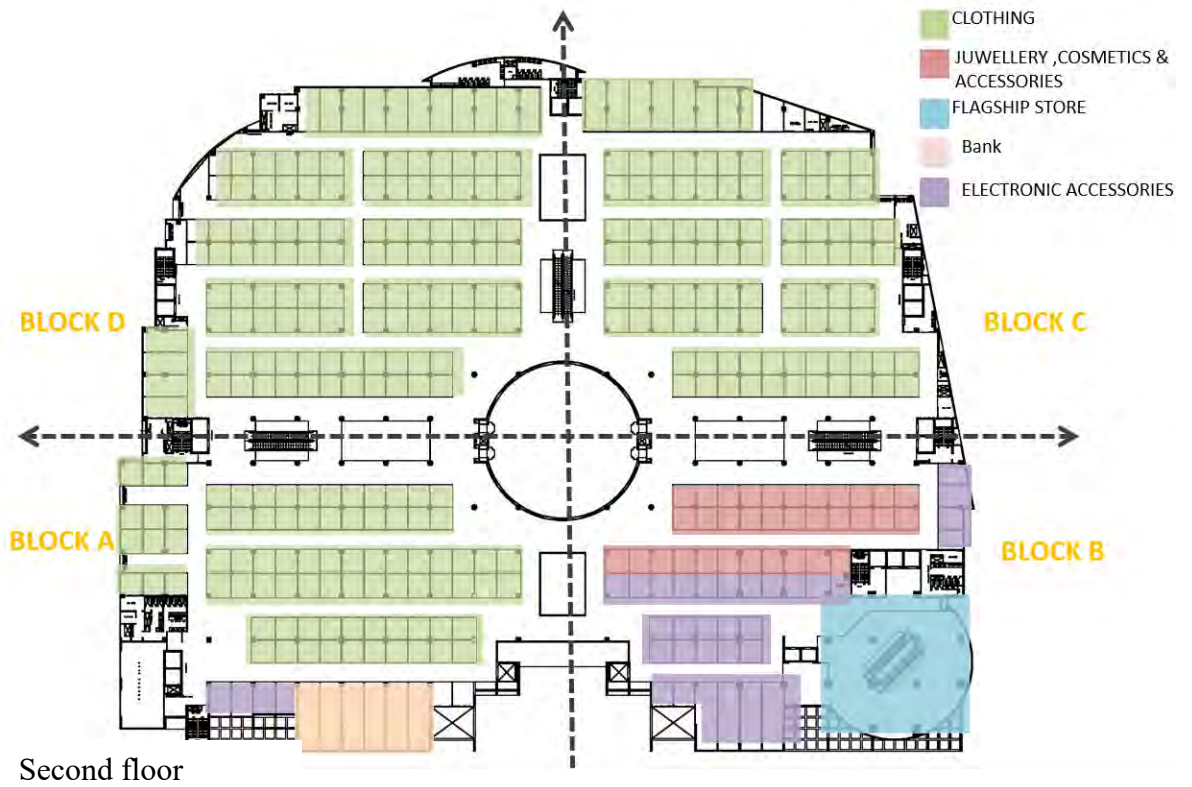 CLOTHING
JUWELLERY ,COSMETICS &
ACCESSORIES
FLAGSHIP STORE
Bank
ELECTRONIC ACCESSORIES
BLOCK D
BLOCK C
BLOCK A
BLOCK B
Second floor